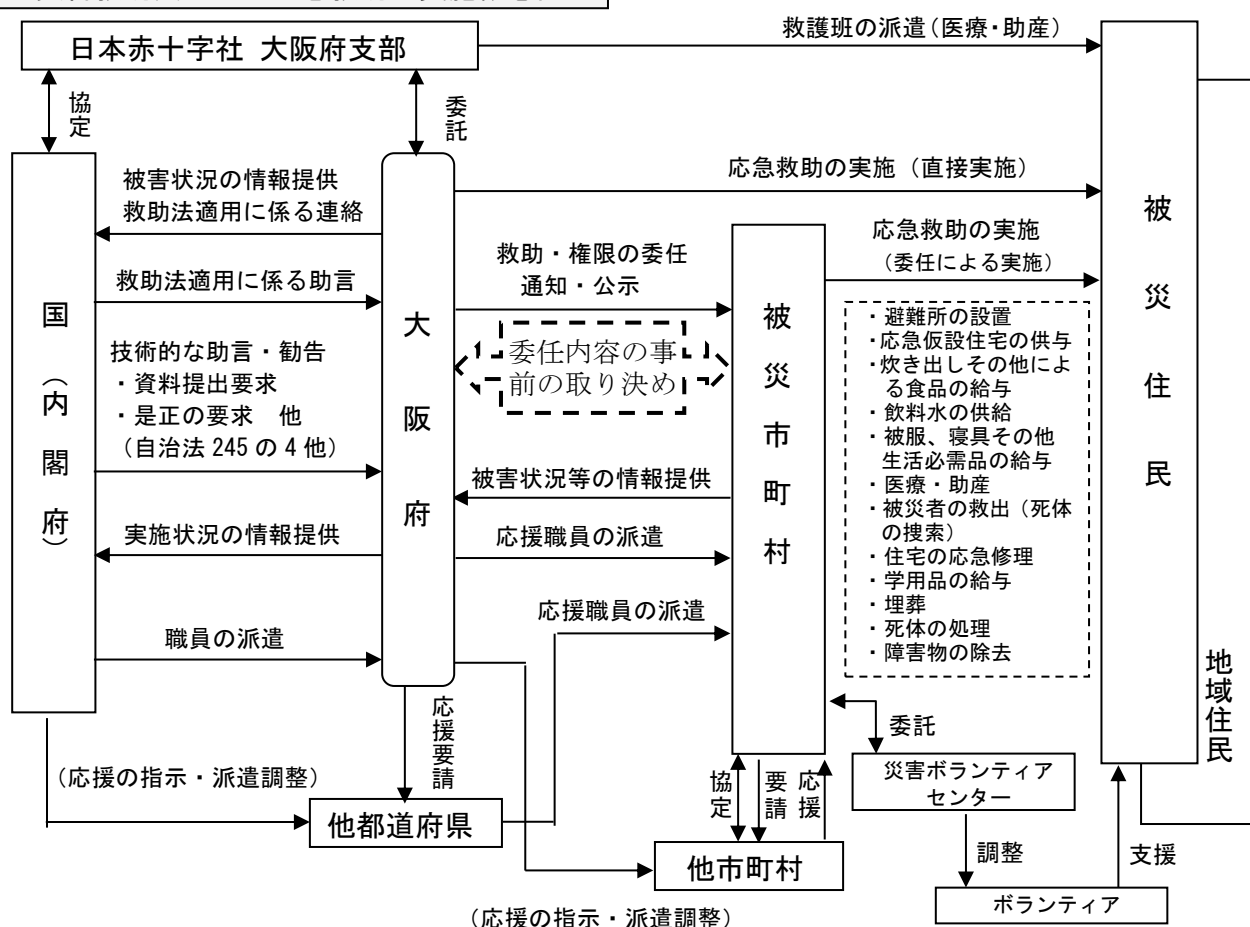 日本赤十字社 大阪府支部
救護班の派遣(医療・助産)
協定
委託
被害状況の情報提供
救助法適用に係る連絡
応急救助の実施(直接実施)
救助・権限の委任
通知・公示
応急救助の実施
(委任による実施)
救助法適用に係る助言
国(内閣府)
大阪府
被災市町村
被災住民
地域住民
委任内容の事
前の取り決め
技術的な助言・勧告
・資料提出要求
・是正の要求 他
(自治法 245 の 4 他)
・避難所の設置
・応急仮設住宅の供与
・炊き出しその他によ
る食品の給与
・飲料水の供給
・被服、寝具その他
生活必需品の給与
・医療・助産
・被災者の救出(死体
の捜索)
・住宅の応急修理
・学用品の給与
・埋葬
・死体の処理
・障害物の除去
被害状況等の情報提供
実施状況の情報提供
応援職員の派遣
応援職員の派遣
職員の派遣
応援要請
(応援の指示・派遣調整)
他都道府県
協定
要請
応援
委託
災害ボランティア
センター
他市町村
調整
支援
ボランティア
(応援の指示・派遣調整)